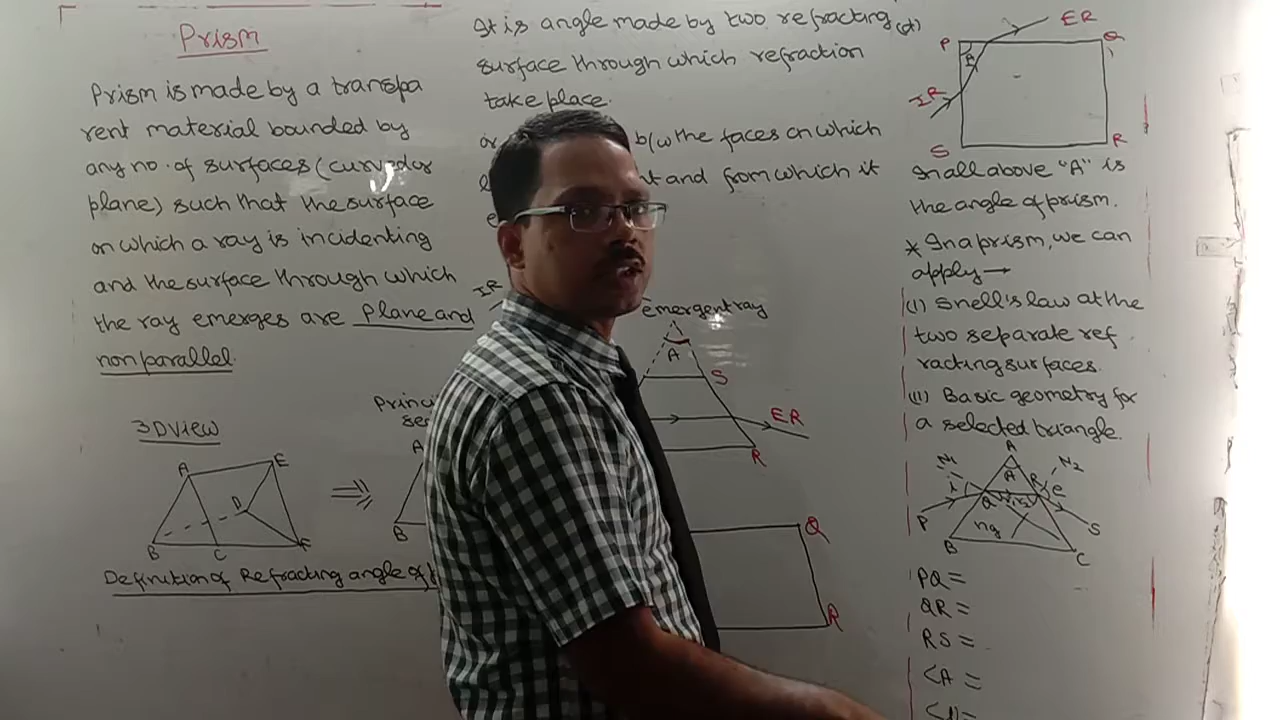 Prism
Prism is made by a transpa
rent material bounded by
any no. of surfaces (curved or
plane) such that the surface
on which a ray is incidenting
and the surface through which
the ray emerges are plane and
nonparallel.
3D VIEW
A
E
D
B
C
F
Princi
se
A
B
Definition of Refracting angle of
It is angle made by two refracting
surface through which refraction
take place.
or b/w the faces on which
and from which it
IR
emergent ray
A
S
ER
R
Q
R
(d)
P
Q
A
IR
ER
S
R
In all above "A" is
the angle of prism.
* In a prism, we can
apply →
(i) Snell's law at the
two separate ref
racting surfaces.
(ii) Basic geometry for
a selected triangle.
A
N1
N2
A
i
Q
R
e
P
S
ng
B
C
PQ =
QR =
RS =
<A =